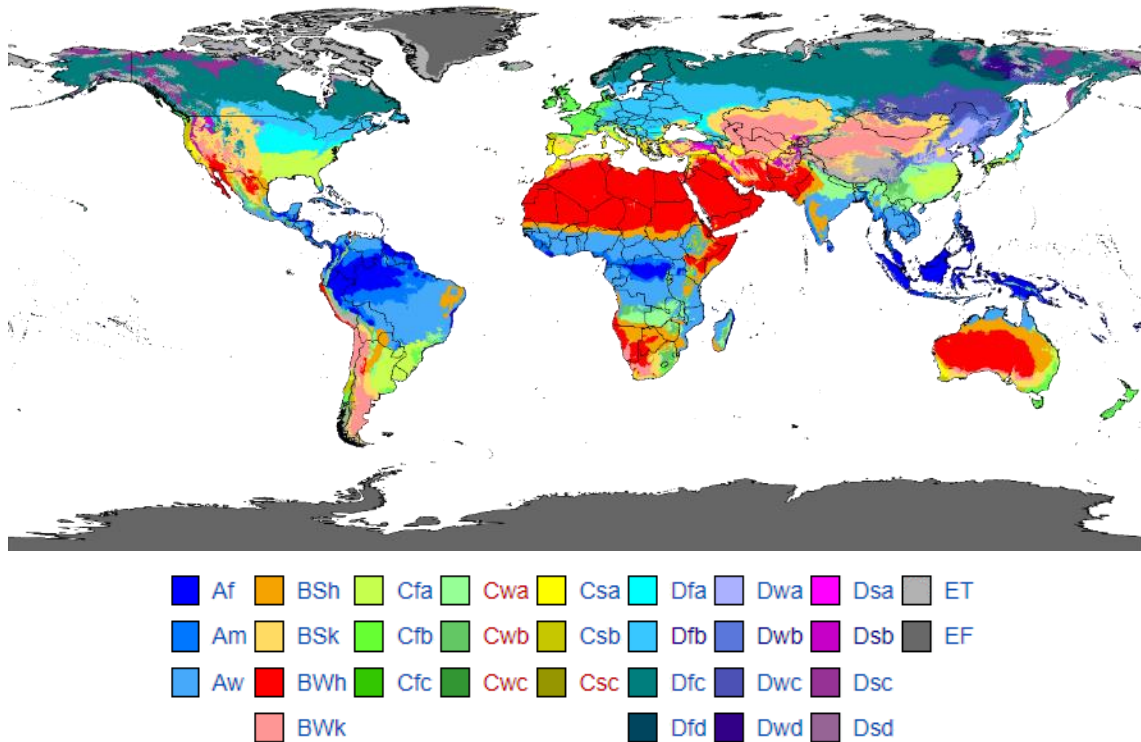 Af BSh Cfa Cwa Csa Dfa Dwa Dsa ET
Am BSk Cfb Cwb Csb Dfb Dwb Dsb EF
Aw BWh Cfc Cwc Csc Dfc Dwc Dsc
BWk Dfd Dwd Dsd